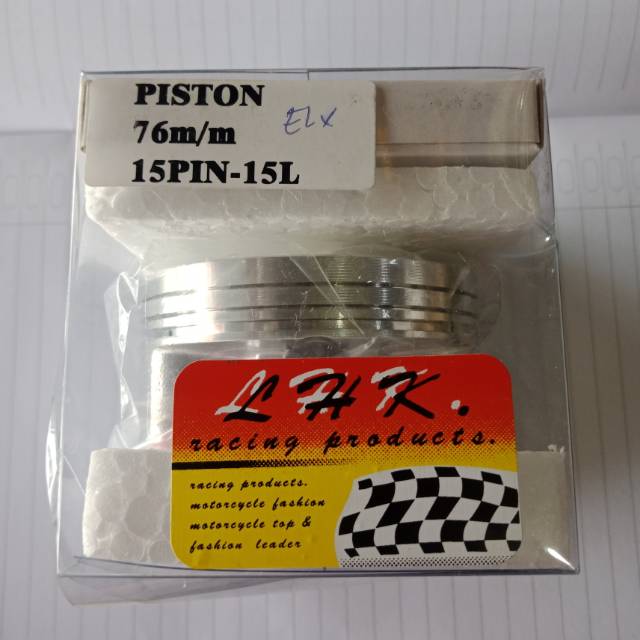 PISTON
76m/m
15PIN-15L
ELX
LHK.
racing products.
racing products.
motorcycle fashion
motorcycle top &
fashion leader